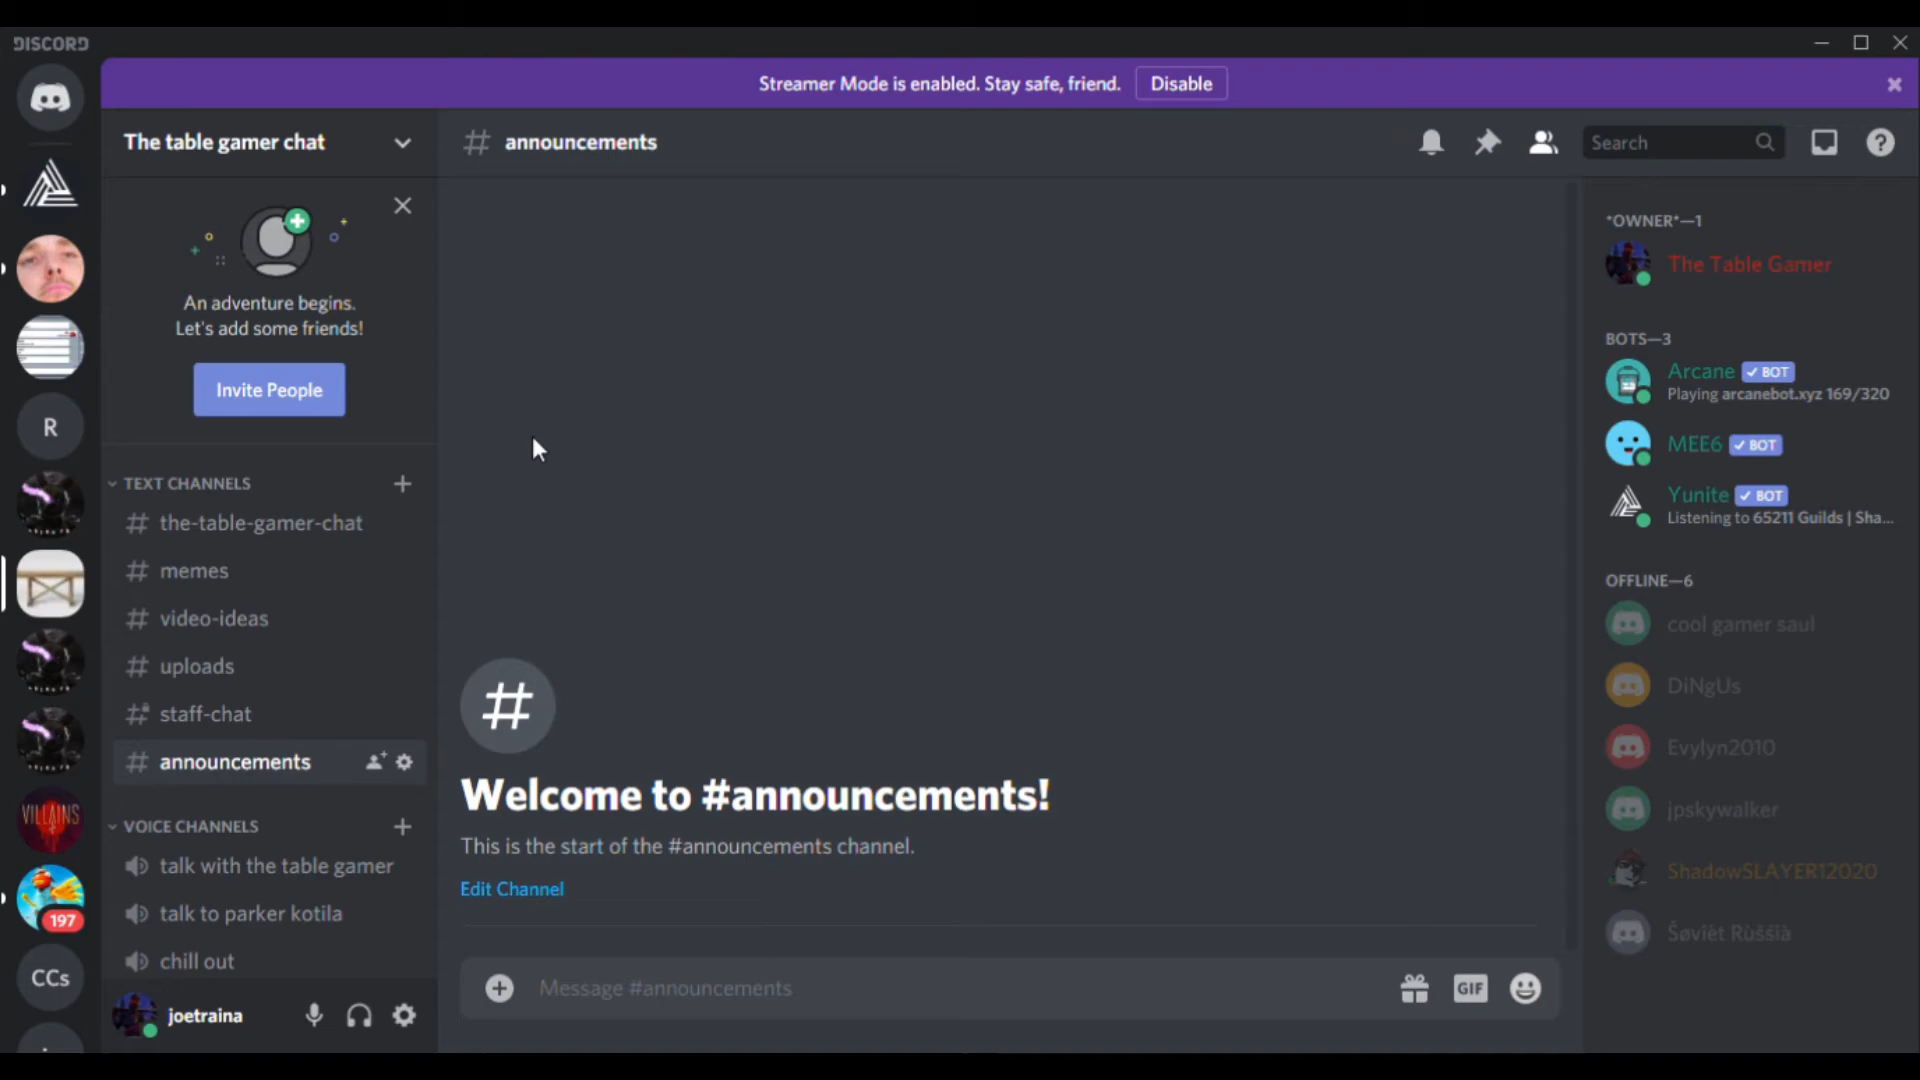 DISCORD
Streamer Mode is enabled. Stay safe, friend.
Disable
The table gamer chat
announcements
Search
An adventure begins.
Let's add some friends!
Invite People
TEXT CHANNELS
the-table-gamer-chat
memes
video-ideas
uploads
staff-chat
announcements
VOICE CHANNELS
talk with the table gamer
talk to parker kotila
chill out
joetraina
R
VILLAINS
197
CCs
Welcome to #announcements!
This is the start of the #announcements channel.
Edit Channel
Message #announcements
GIF
*OWNER*—1
The Table Gamer
BOTS—3
Arcane ✓ BOT
Playing arcanebot.xyz 169/320
MEE6 ✓ BOT
Yunite ✓ BOT
Listening to 65211 Guilds | Sha...
OFFLINE—6
cool gamer saul
DiNgUs
Evylyn2010
jpskywalker
ShadowSLAYER12020